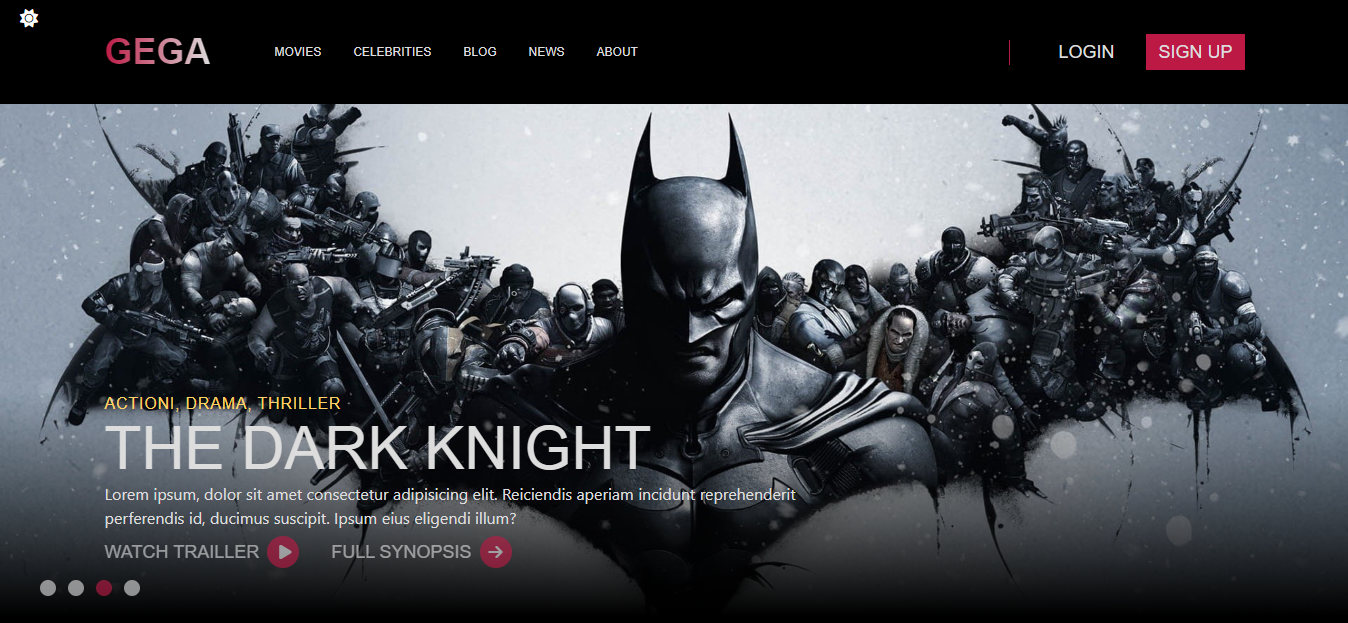 GEGA
MOVIES CELEBRITIES BLOG NEWS ABOUT
LOGIN SIGN UP
ACTIONI, DRAMA, THRILLER
THE DARK KNIGHT
Lorem ipsum, dolor sit amet consectetur adipisicing elit. Reiciendis aperiam incidunt reprehenderit
perferendis id, ducimus suscipit. Ipsum eius eligendi illum?
WATCH TRAILLER FULL SYNOPSIS